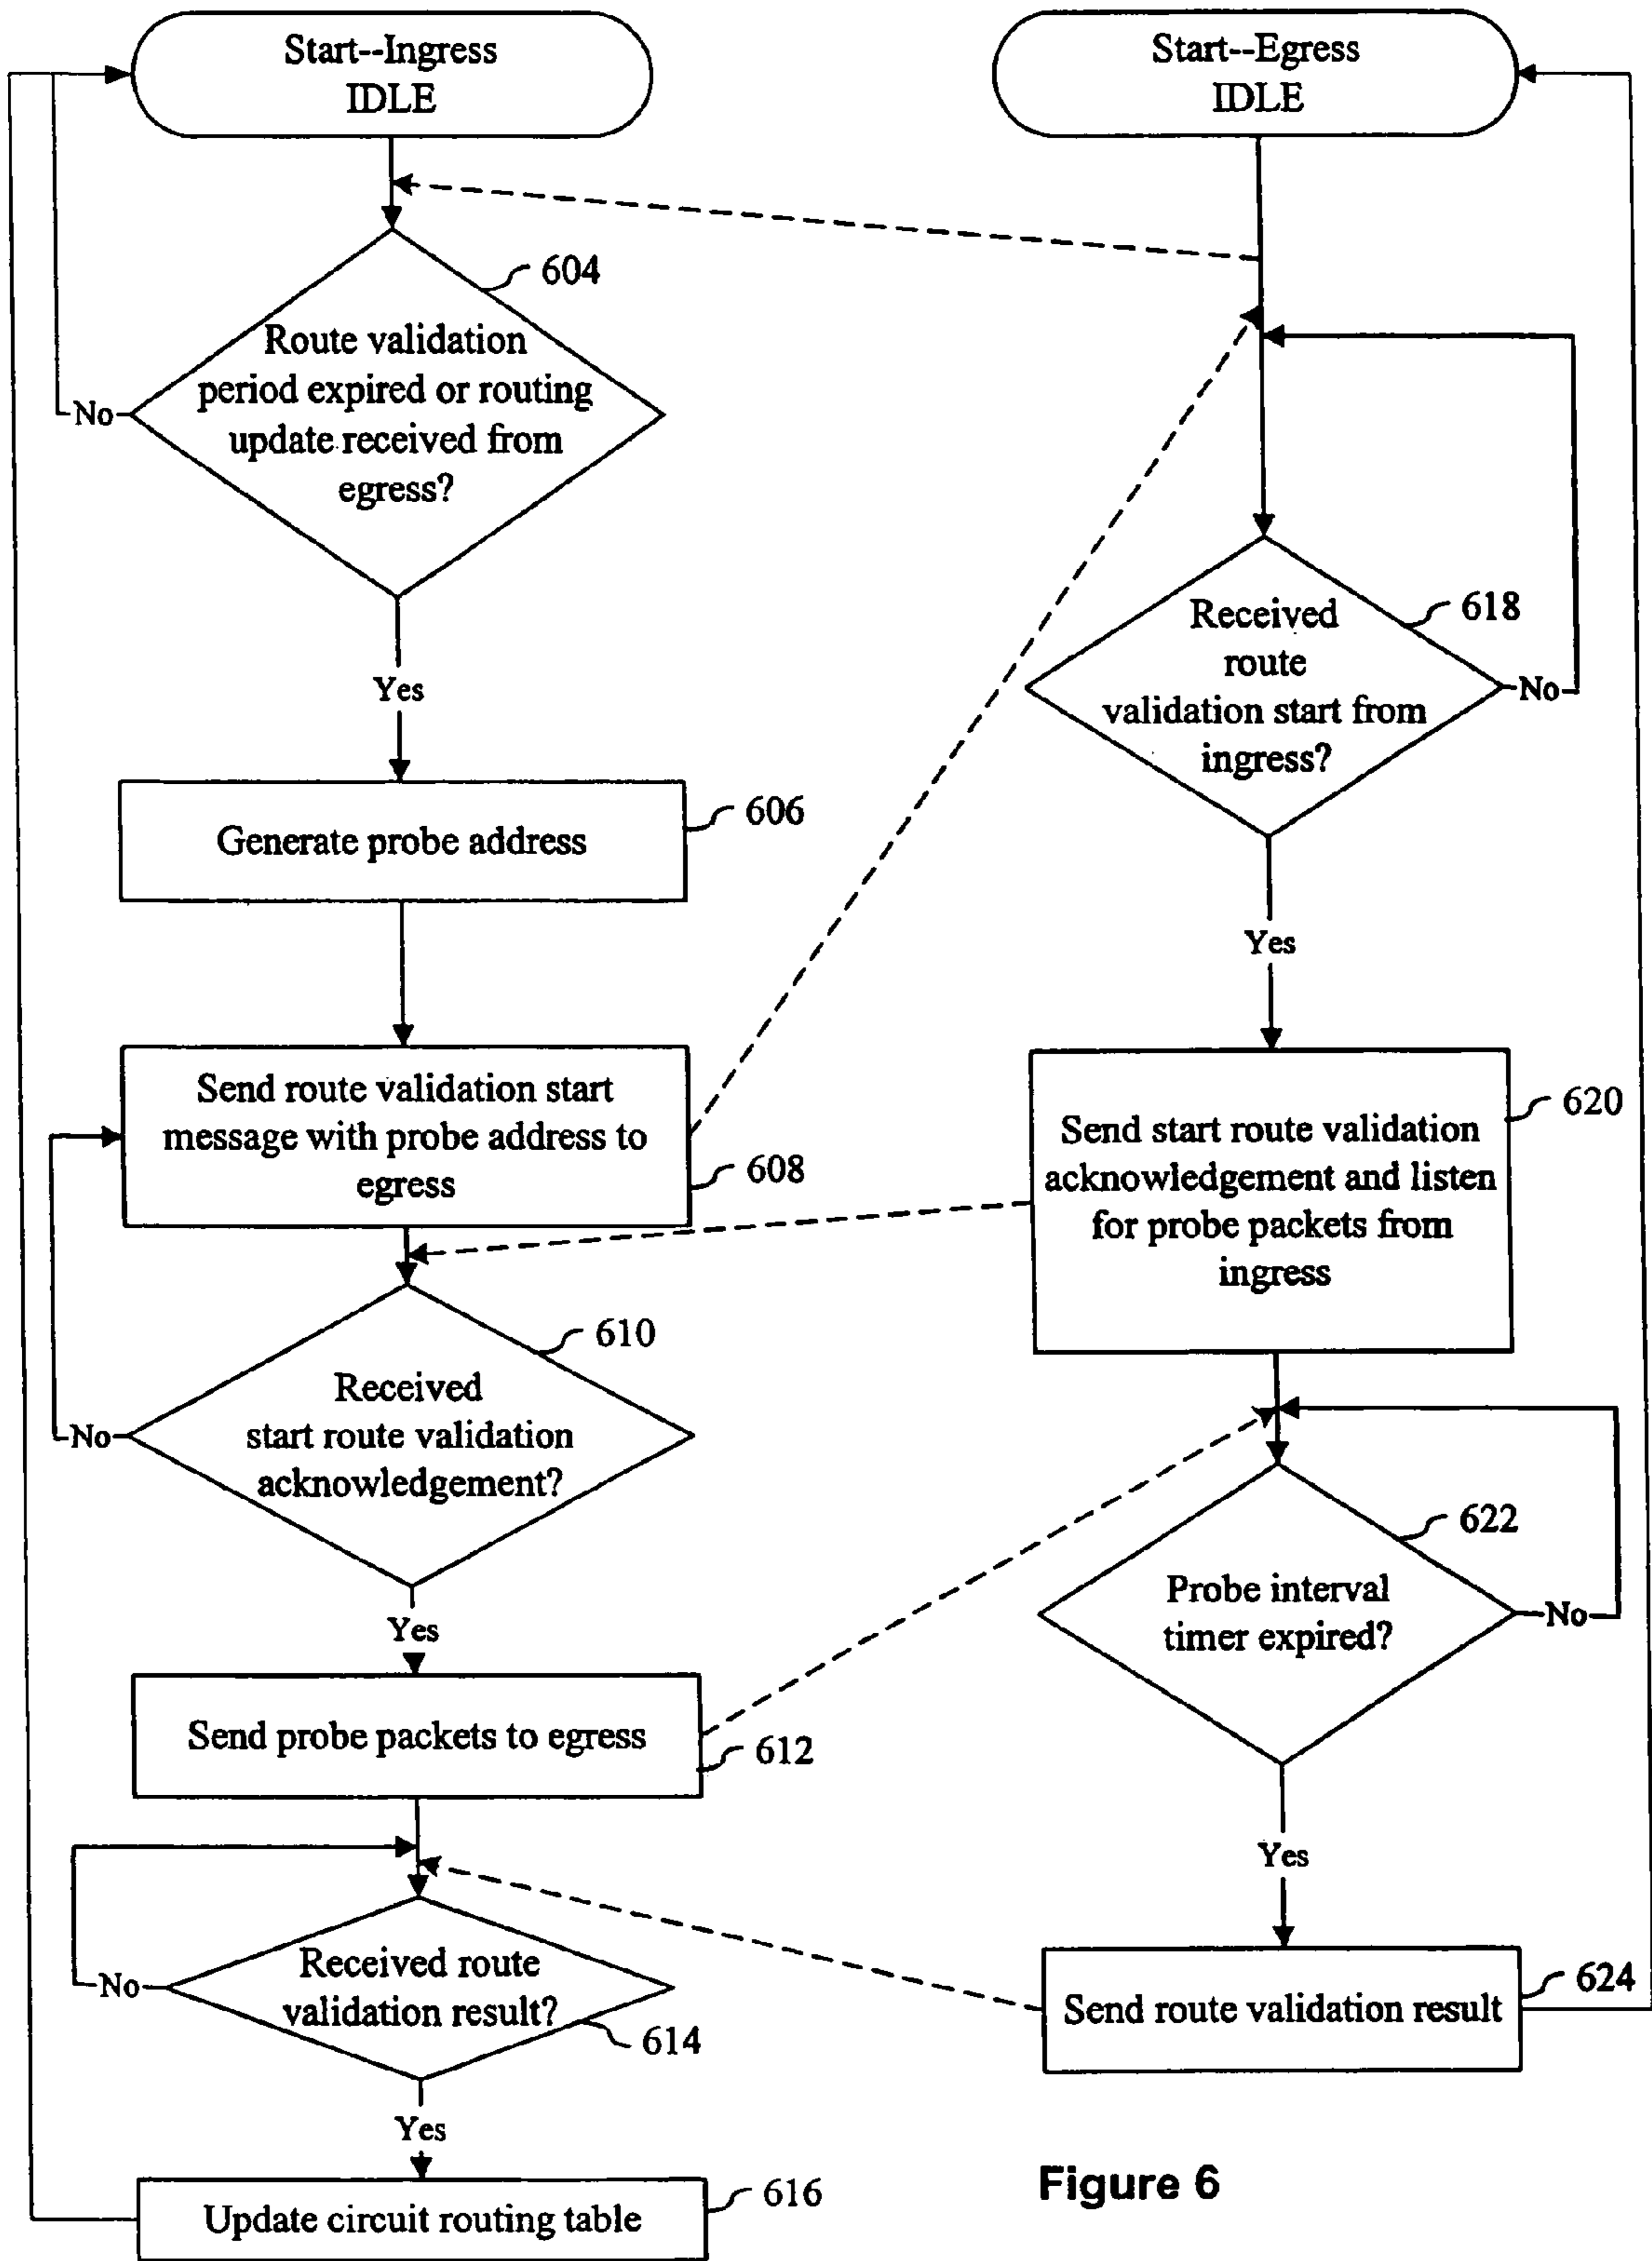 Start--Ingress
IDLE
604
Route validation
period expired or routing
update received from
egress?
No
Yes
606
Generate probe address
Send route validation start
message with probe address to
egress
608
610
Received
start route validation
acknowledgement?
No
Yes
Send probe packets to egress
612
Received route
validation result?
No
614
Yes
616
Update circuit routing table
Start--Egress
IDLE
618
Received
route
validation start from
ingress?
No
Yes
620
Send start route validation
acknowledgement and listen
for probe packets from
ingress
622
Probe interval
timer expired?
No
Yes
624
Send route validation result
Figure 6